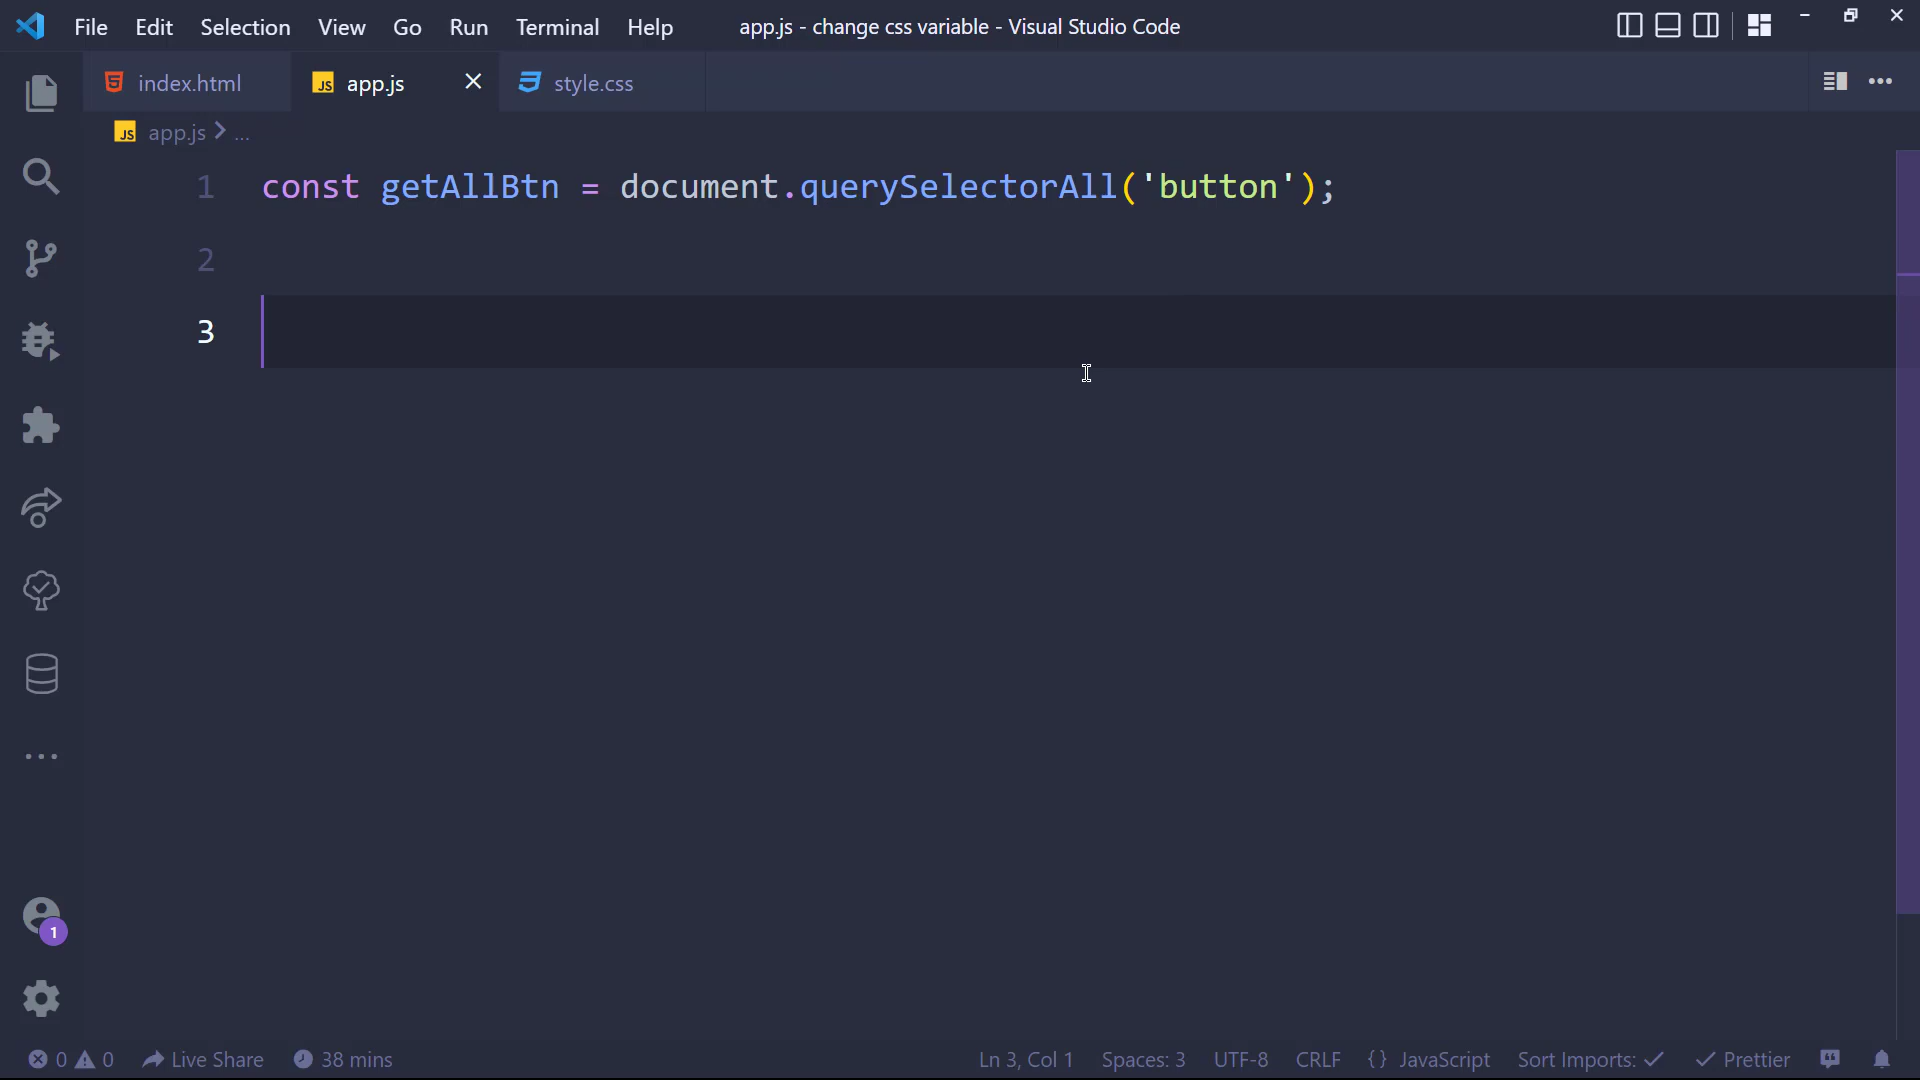 File Edit Selection View Go Run Terminal Help app.js - change css variable - Visual Studio Code
index.html JS app.js style.css
JS app.js > ...
1 const getAllBtn = document.querySelectorAll('button');
2
3
1
0 0 Live Share 38 mins Ln 3, Col 1 Spaces: 3 UTF-8 CRLF {} JavaScript Sort Imports: Prettier